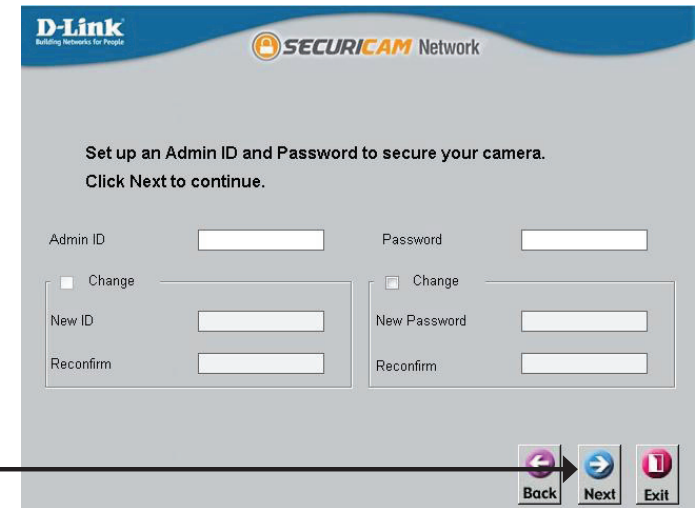 D-Link
Building Networks for People
SECURICAM Network
Set up an Admin ID and Password to secure your camera.
Click Next to continue.
Admin ID
Password
Change
Change
New ID
New Password
Reconfirm
Reconfirm
Back
Next
Exit